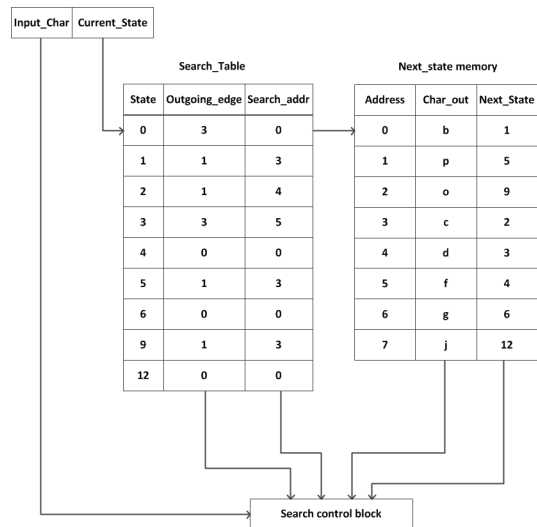 Input_Char Current_State
Search_Table Next_state memory
State Outgoing_edge Search_addr Address Char_out Next_State
0 3 0 0 b 1
1 1 3 1 p 5
2 1 4 2 o 9
3 3 5 3 c 2
4 0 0 4 d 3
5 1 3 5 f 4
6 0 0 6 g 6
9 1 3 7 j 12
12 0 0
Search control block